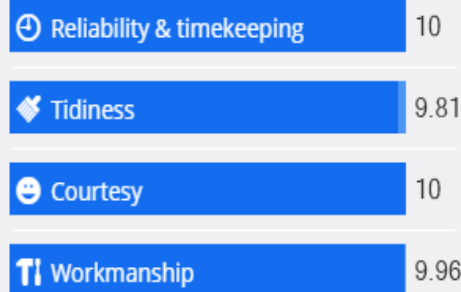 Reliability & timekeeping 10
Tidiness 9.81
Courtesy 10
Workmanship 9.96